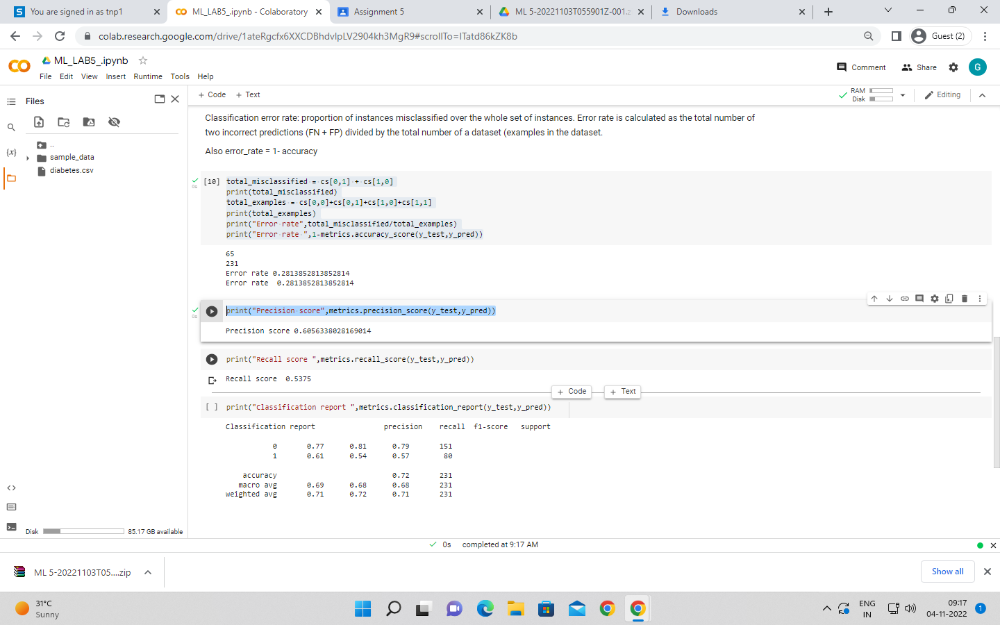 You are signed in as tnp1
ML_LAB5_.ipynb - Colaboratory
Assignment 5
ML 5-20221103T055901Z-001.z
Downloads
colab.research.google.com/drive/1ateRgcfx6XXCDBhdvlpLV2904kh3MgR9#scrollTo=lTatd86kZK8b
Guest (2)
ML_LAB5_.ipynb
File Edit View Insert Runtime Tools Help
Comment
Share
G
Files
+ Code + Text
RAM
Disk
Editing
..
sample_data
diabetes.csv
Classification error rate: proportion of instances misclassified over the whole set of instances. Error rate is calculated as the total number of
two incorrect predictions (FN + FP) divided by the total number of a dataset (examples in the dataset.
Also error_rate = 1- accuracy
0s
[10] total_misclassified = cs[0,1] + cs[1,0]
print(total_misclassified)
total_examples = cs[0,0]+cs[0,1]+cs[1,0]+cs[1,1]
print(total_examples)
print("Error rate",total_misclassified/total_examples)
print("Error rate ",1-metrics.accuracy_score(y_test,y_pred))
65
231
Error rate 0.2813852813852814
Error rate  0.2813852813852814
0s
print("Precision score",metrics.precision_score(y_test,y_pred))
Precision score 0.6056338028169014
print("Recall score ",metrics.recall_score(y_test,y_pred))
Recall score  0.5375
+ Code + Text
[ ] print("Classification report ",metrics.classification_report(y_test,y_pred))
Classification report precision recall f1-score support
0 0.77 0.81 0.79 151
1 0.61 0.54 0.57 80
accuracy 0.72 231
macro avg 0.69 0.68 0.68 231
weighted avg 0.71 0.72 0.71 231
Disk 85.17 GB available
0s completed at 9:17 AM
ML 5-20221103T05....zip
Show all
31°C
Sunny
ENG
IN
09:17
04-11-2022
1